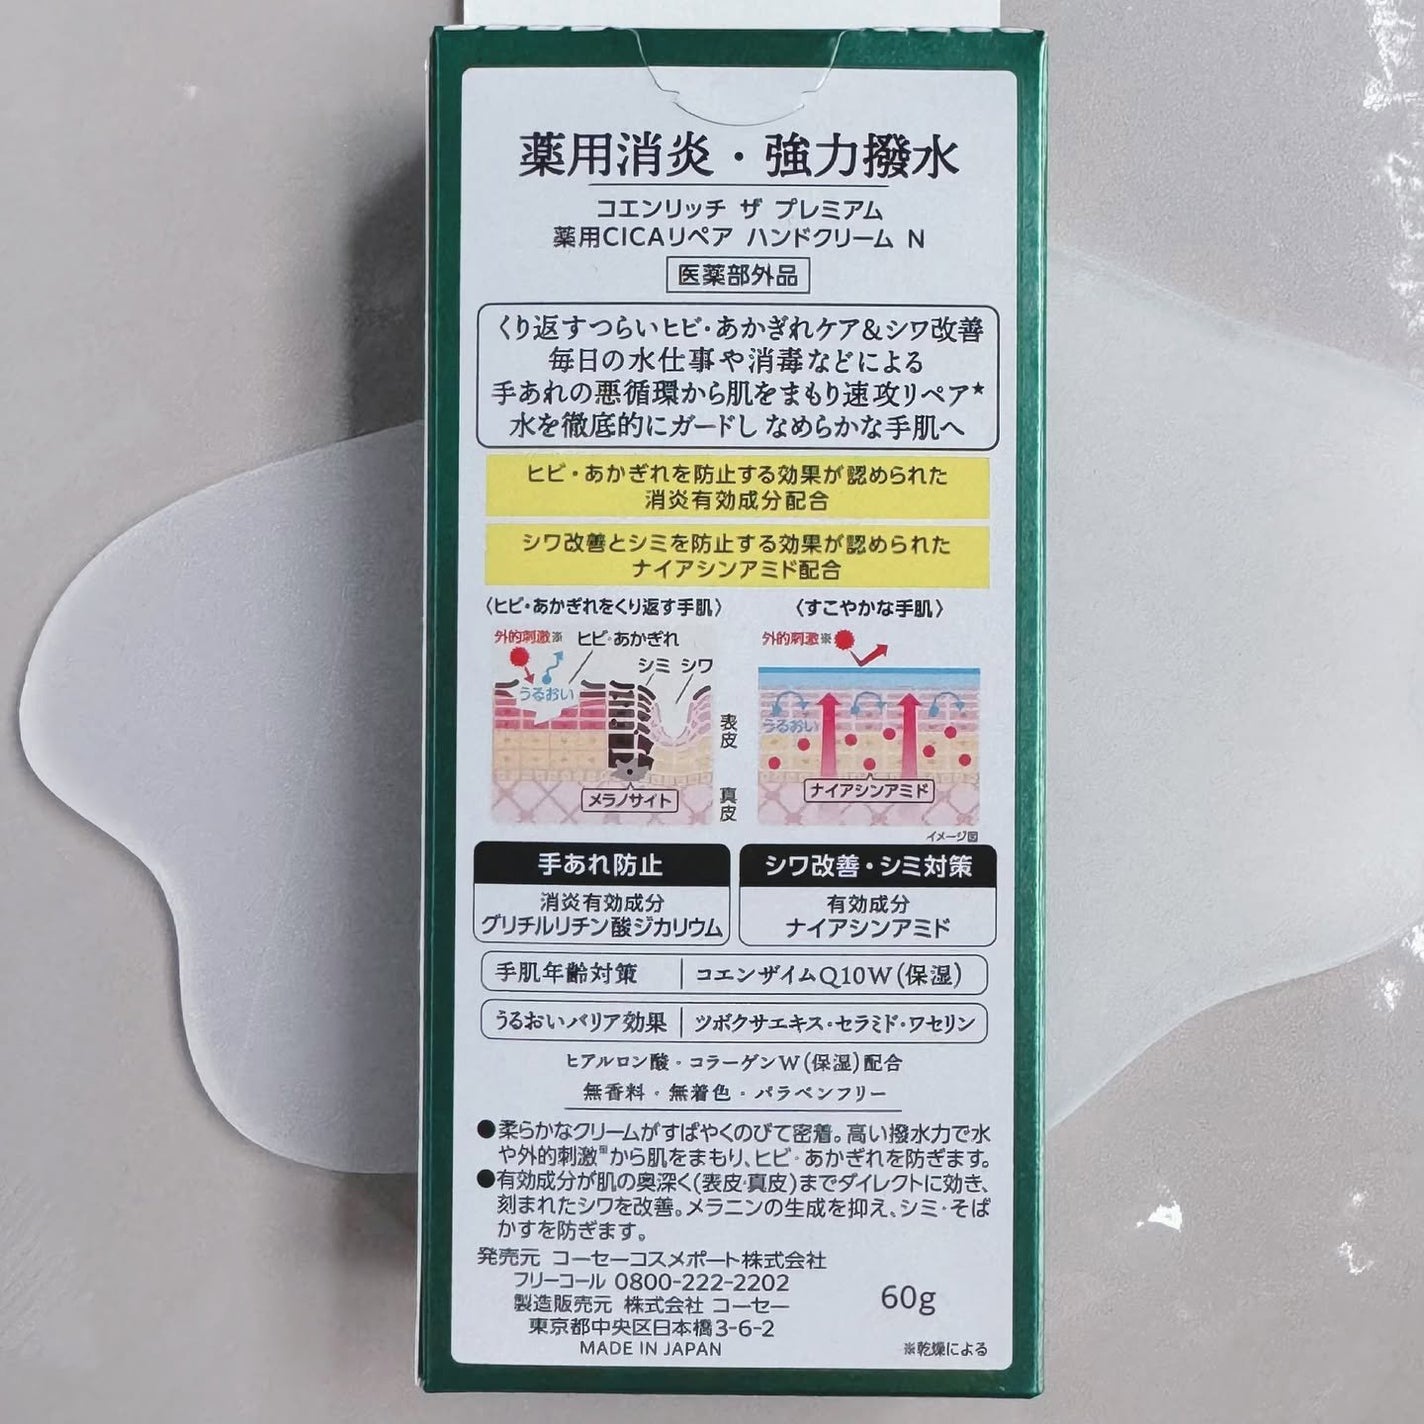 薬用消炎・強力撥水
コエンリッチ ザ プレミアム
薬用CICAリペア ハンドクリーム N
医薬部外品
くり返すつらいヒビ・あかぎれケア&シワ改善
毎日の水仕事や消毒などによる
手あれの悪循環から肌をまもり速攻リペア★
水を徹底的にガードし なめらかな手肌へ
ヒビ・あかぎれを防止する効果が認められた
消炎有効成分配合
シワ改善とシミを防止する効果が認められた
ナイアシンアミド配合
〈ヒビ・あかぎれをくり返す手肌〉
外的刺激※ ヒビ・あかぎれ
シミ シワ
うるおい
メラノサイト
表皮
真皮
〈すこやかな手肌〉
外的刺激※
うるおい
ナイアシンアミド
イメージ図
手あれ防止
消炎有効成分
グリチルリチン酸ジカリウム
シワ改善・シミ対策
有効成分
ナイアシンアミド
手肌年齢対策 | コエンザイムQ10W(保湿)
うるおいバリア効果 | ツボクサエキス・セラミド・ワセリン
ヒアルロン酸・コラーゲンW(保湿)配合
無香料・無着色・パラベンフリー
●柔らかなクリームがすばやくのびて密着。高い撥水力で水
や外的刺激※から肌をまもり、ヒビ・あかぎれを防ぎます。
●有効成分が肌の奥深く(表皮・真皮)までダイレクトに効き、
刻まれたシワを改善。メラニンの生成を抑え、シミ・そば
かすを防ぎます。
発売元 コーセーコスメポート株式会社
フリーコール 0800-222-2202
製造販売元 株式会社 コーセー
東京都中央区日本橋3-6-2
MADE IN JAPAN
60g
※乾燥による